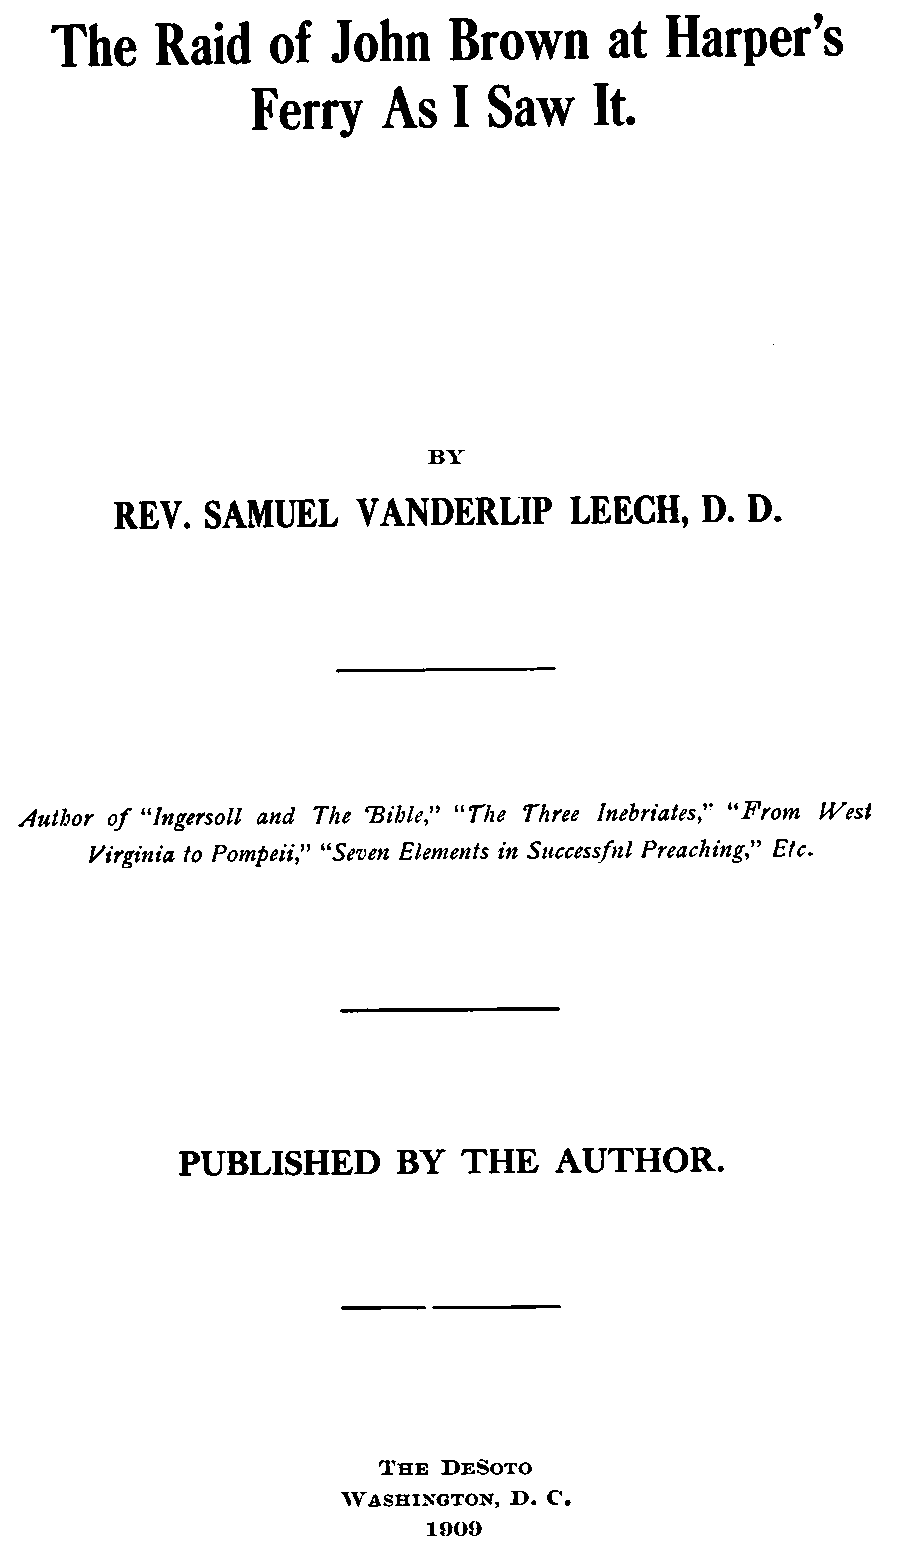 The Raid of John Brown at Harper's
Ferry As I Saw It.
BY
REV. SAMUEL VANDERLIP LEECH, D. D.
Author of "Ingersoll and The Bible," "The Three Inebriates," "From West
Virginia to Pompeii," "Seven Elements in Successful Preaching," Etc.
PUBLISHED BY THE AUTHOR.
THE DESOTO
WASHINGTON, D. C.
1909